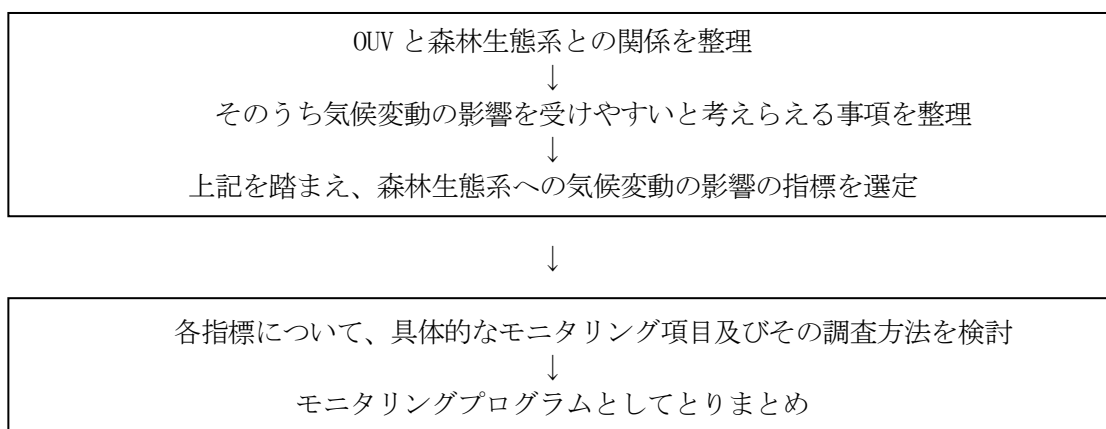 OUV と森林生態系との関係を整理
↓
そのうち気候変動の影響を受けやすいと考えらえる事項を整理
↓
上記を踏まえ、森林生態系への気候変動の影響の指標を選定
↓
各指標について、具体的なモニタリング項目及びその調査方法を検討
↓
モニタリングプログラムとしてとりまとめ